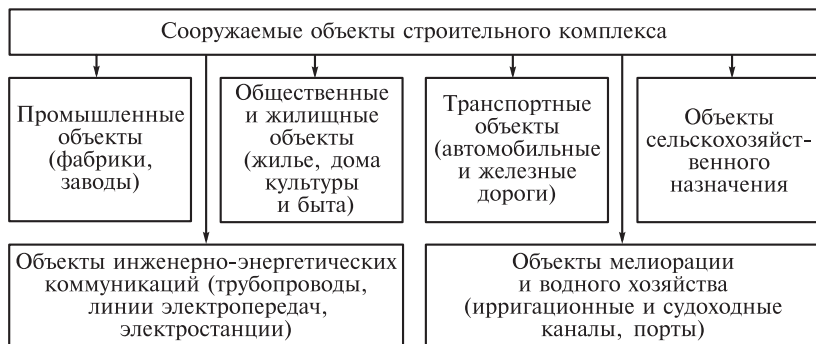 Сооружаемые объекты строительного комплекса
Промышленные
объекты
(фабрики,
заводы)
Общественные
и жилищные
объекты
(жилье, дома
культуры
и быта)
Транспортные
объекты
(автомобильные
и железные
дороги)
Объекты
сельскохозяйст-
венного
назначения
Объекты инженерно-энергетических
коммуникаций (трубопроводы,
линии электропередач,
электростанции)
Объекты мелиорации
и водного хозяйства
(ирригационные и судоходные
каналы, порты)